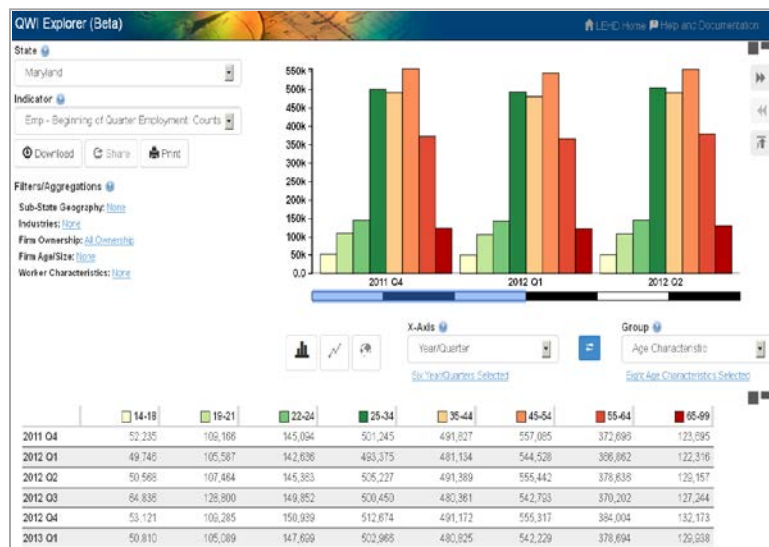 QWI Explorer (Beta)
LEHD Home Help and Documentation
State
Maryland
Indicator
Emp - Beginning of Quarter Employment: Counts
Download Share Print
Filters/Aggregations
Sub-State Geography: None
Industries: None
Firm Ownership: All Ownership
Firm Age/Size: None
Worker Characteristics: None
550k
500k
450k
400k
350k
300k
250k
200k
150k
100k
50k
0.0
2011 Q4 2012 Q1 2012 Q2
X-Axis Group
Year/Quarter Age Characteristic
Six Year/Quarters Selected Eight Age Characteristics Selected
14-18 19-21 22-24 25-34 35-44 45-54 55-64 65-99
2011 Q4 52,235 109,166 145,094 501,245 491,827 557,085 372,696 123,695
2012 Q1 49,746 105,587 142,636 493,375 481,134 544,528 366,862 122,316
2012 Q2 50,568 107,464 145,363 505,227 491,389 555,442 378,636 129,157
2012 Q3 64,836 128,800 149,852 500,450 480,361 542,793 370,202 127,244
2012 Q4 53,121 109,285 150,939 512,674 491,172 555,317 384,004 132,173
2013 Q1 50,810 105,089 147,699 502,966 480,825 542,229 378,694 129,938